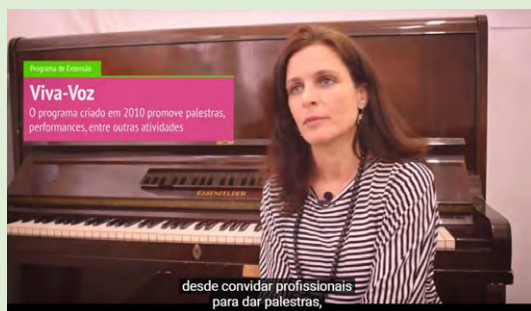 Programa de Extensão
Viva-Voz
O programa criado em 2010 promove palestras,
performances, entre outras atividades
ESSENFELDER
desde convidar profissionais
para dar palestras,